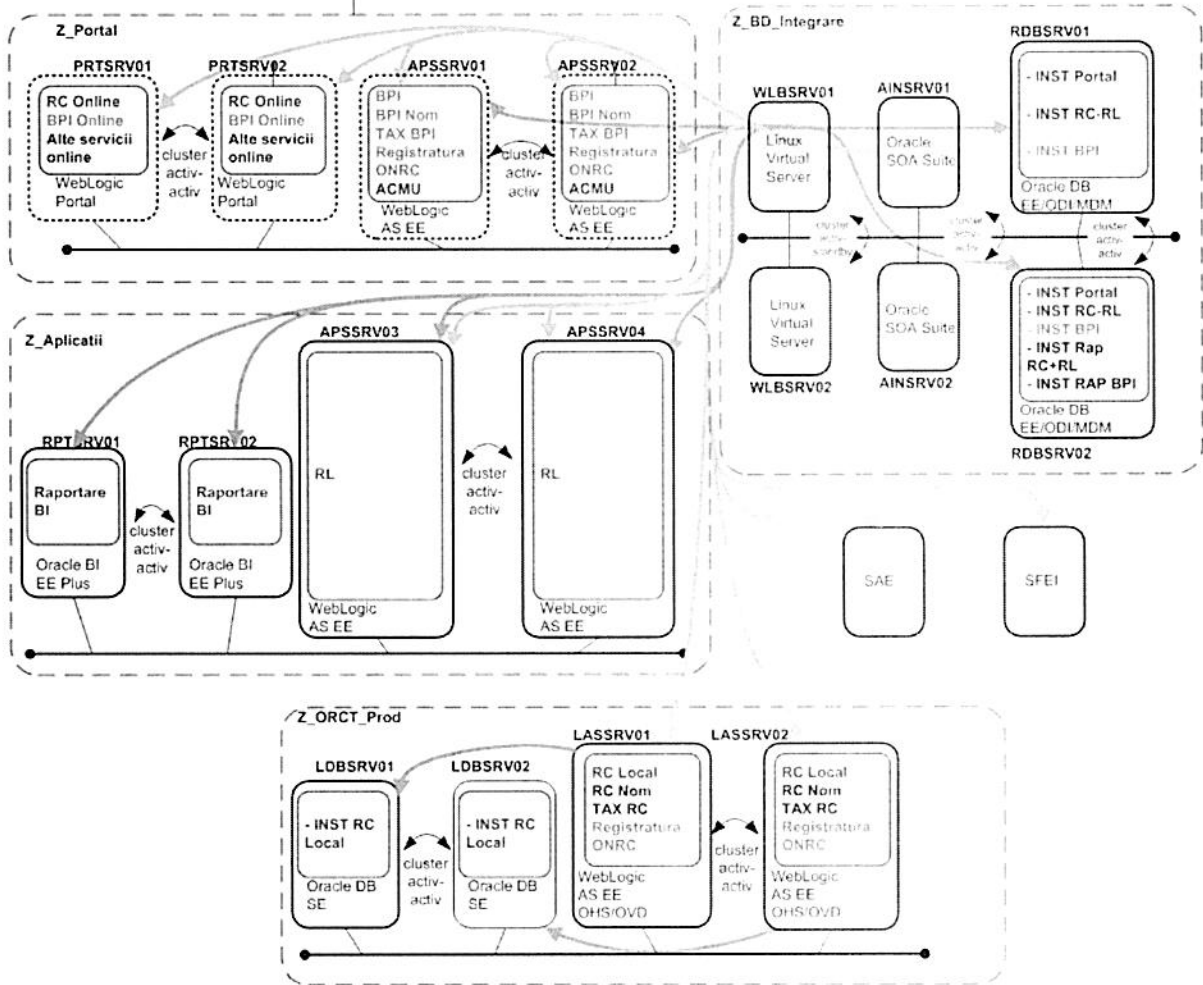 Z_Portal
PRTSRV01
RC Online
BPI Online
Alte servicii
online
WebLogic
Portal
cluster
activ-
activ
PRTSRV02
RC Online
BPI Online
Alte servicii
online
WebLogic
Portal
APSSRV01
BPI
BPI Nom
TAX BPI
Registratura
ONRC
ACMU
WebLogic
AS EE
cluster
activ-
activ
APSSRV02
BPI
BPI Nom
TAX BPI
Registratura
ONRC
ACMU
WebLogic
AS EE
Z_BD_Integrare
WLBSRV01
Linux
Virtual
Server
AINSRV01
Oracle
SOA Suite
RDBSRV01
- INST Portal
- INST RC-RL
- INST BPI
Oracle DB
EE/ODI/MDM
cluster
activ-
standby
cluster
activ-
activ
cluster
activ-
activ
Linux
Virtual
Server
WLBSRV02
Oracle
SOA Suite
AINSRV02
- INST Portal
- INST RC-RL
- INST BPI
- INST Rap
RC+RL
- INST RAP BPI
Oracle DB
EE/ODI/MDM
RDBSRV02
Z_Aplicatii
RPTSRV01
Raportare
BI
Oracle BI
EE Plus
cluster
activ-
activ
RPTSRV02
Raportare
BI
Oracle BI
EE Plus
APSSRV03
RL
WebLogic
AS EE
cluster
activ-
activ
APSSRV04
RL
WebLogic
AS EE
SAE
SFEI
Z_ORCT_Prod
LDBSRV01
- INST RC
Local
Oracle DB
SE
cluster
activ-
activ
LDBSRV02
- INST RC
Local
Oracle DB
SE
LASSRV01
RC Local
RC Nom
TAX RC
Registratura
ONRC
WebLogic
AS EE
OHS/OVD
cluster
activ-
activ
LASSRV02
RC Local
RC Nom
TAX RC
Registratura
ONRC
WebLogic
AS EE
OHS/OVD